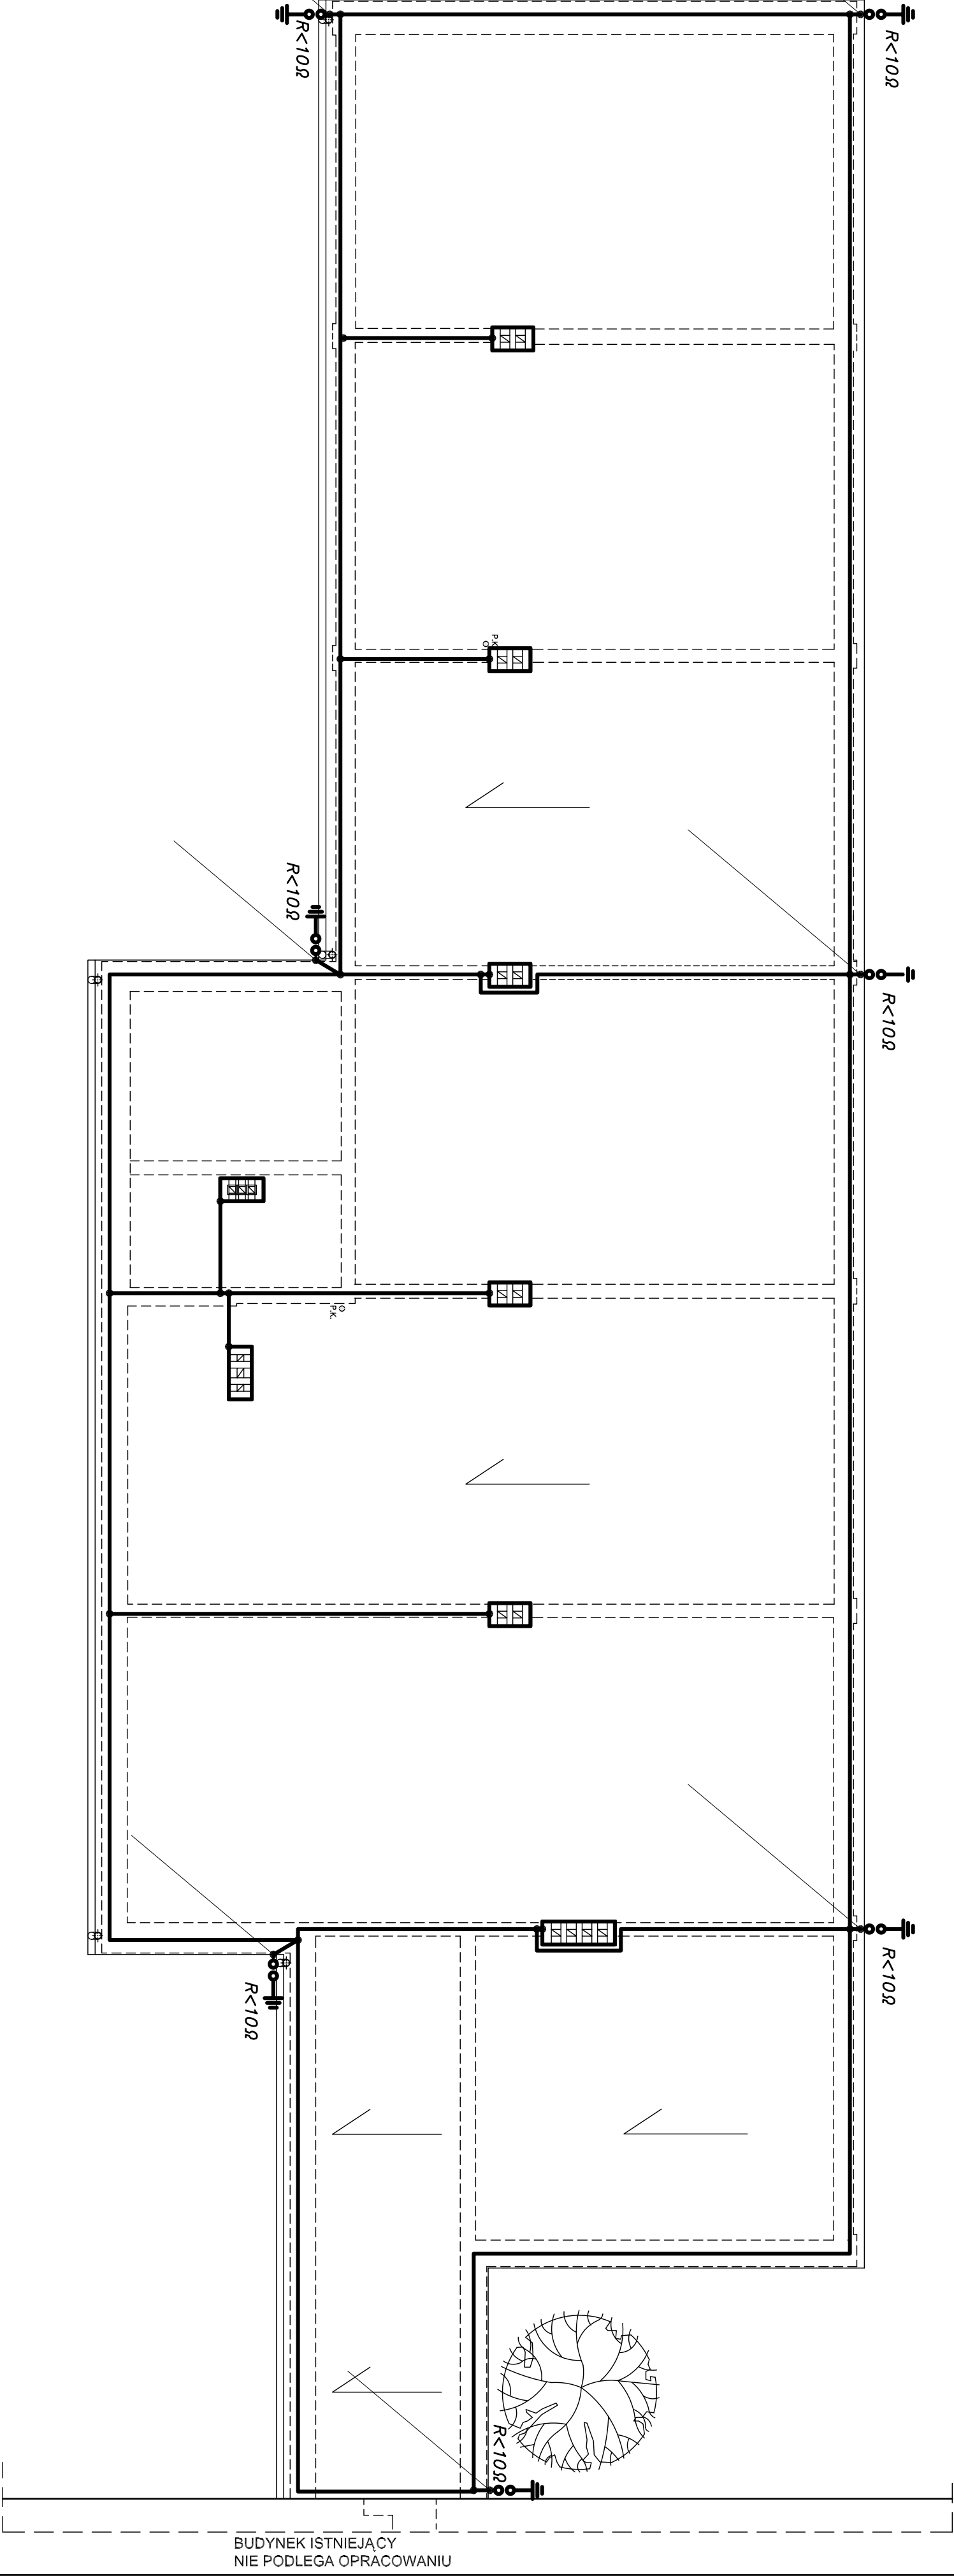 R<10Ω
R<10Ω
P.K.
R<10Ω
R<10Ω
P.K.
R<10Ω
R<10Ω
R<10Ω
BUDYNEK ISTNIEJĄCY
NIE PODLEGA OPRACOWANIU